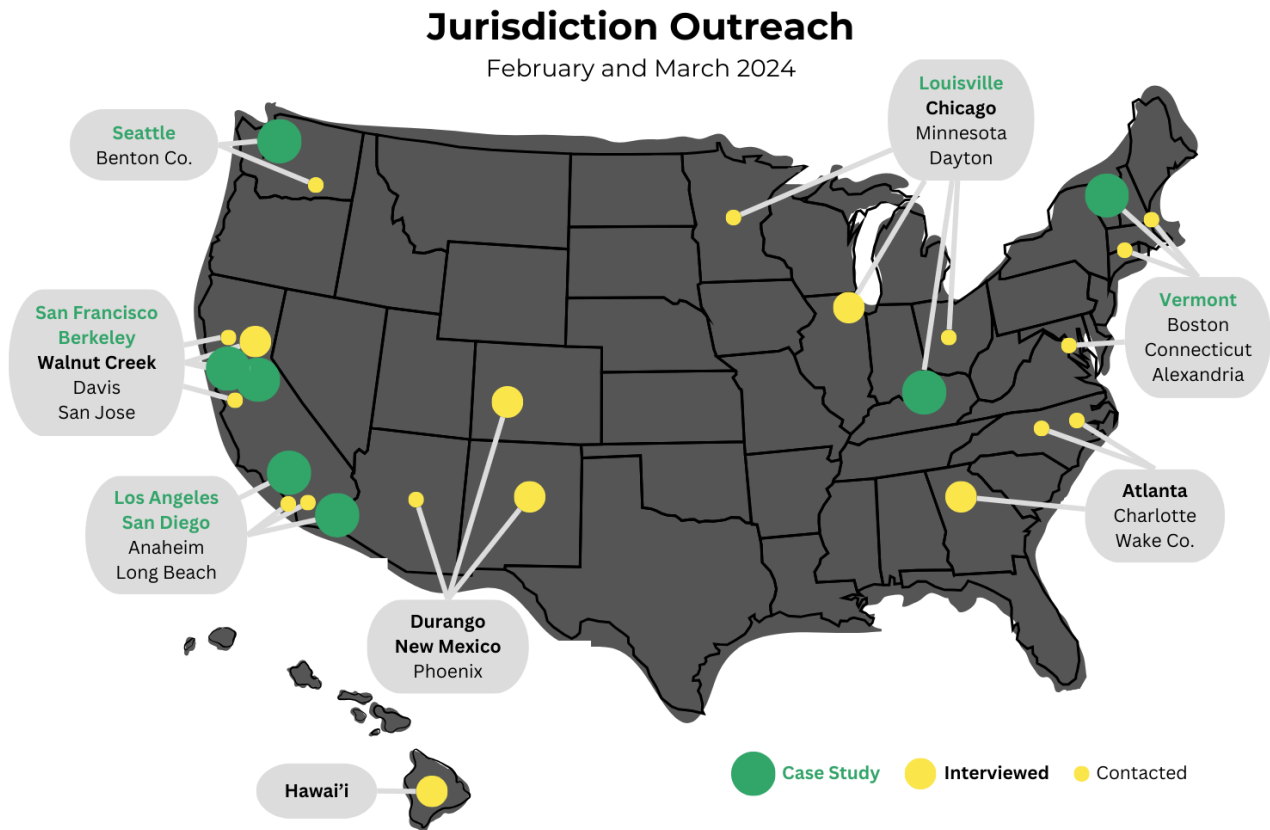 Jurisdiction Outreach
February and March 2024
Louisville
Chicago
Minnesota
Dayton
Seattle
Benton Co.
San Francisco
Berkeley
Walnut Creek
Davis
San Jose
Vermont
Boston
Connecticut
Alexandria
Los Angeles
San Diego
Anaheim
Long Beach
Atlanta
Charlotte
Wake Co.
Durango
New Mexico
Phoenix
Hawai’i
Case Study
Interviewed
Contacted